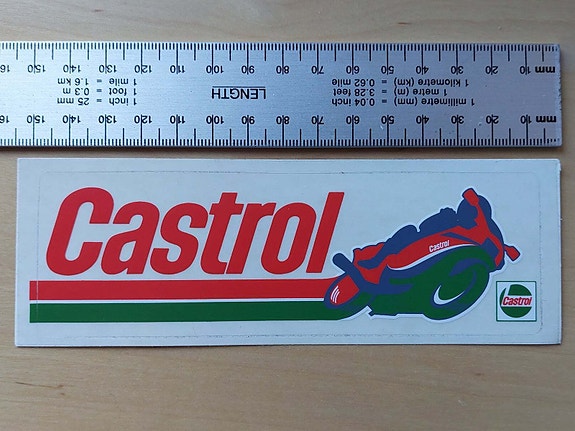 mm 10 20 30 40 50 60 70 80 90 100 110 120 130 140 150 16
1 millimetre (mm) = 0.04 inch
1 metre (m) = 3.28 feet
1 kilometre (km) = 0.62 mile
LENGTH
1 inch = 25 mm
1 foot = 0.3 m
1 mile = 1.6 km
mm 10 20 30 40 50 60 70 80 90 100 110 120 130 140 150 16
Castrol
Castrol
Castrol